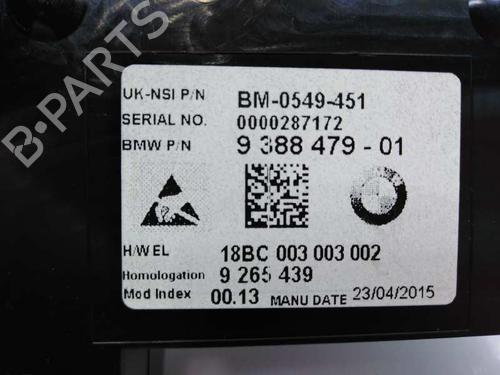 B-PARTS
UK-NSI P/N BM-0549-451
SERIAL NO. 0000287172
BMW P/N 9 388 479 - 01
H/W EL 18BC 003 003 002
Homologation 9 265 439
Mod Index 00.13 MANU DATE 23/04/2015